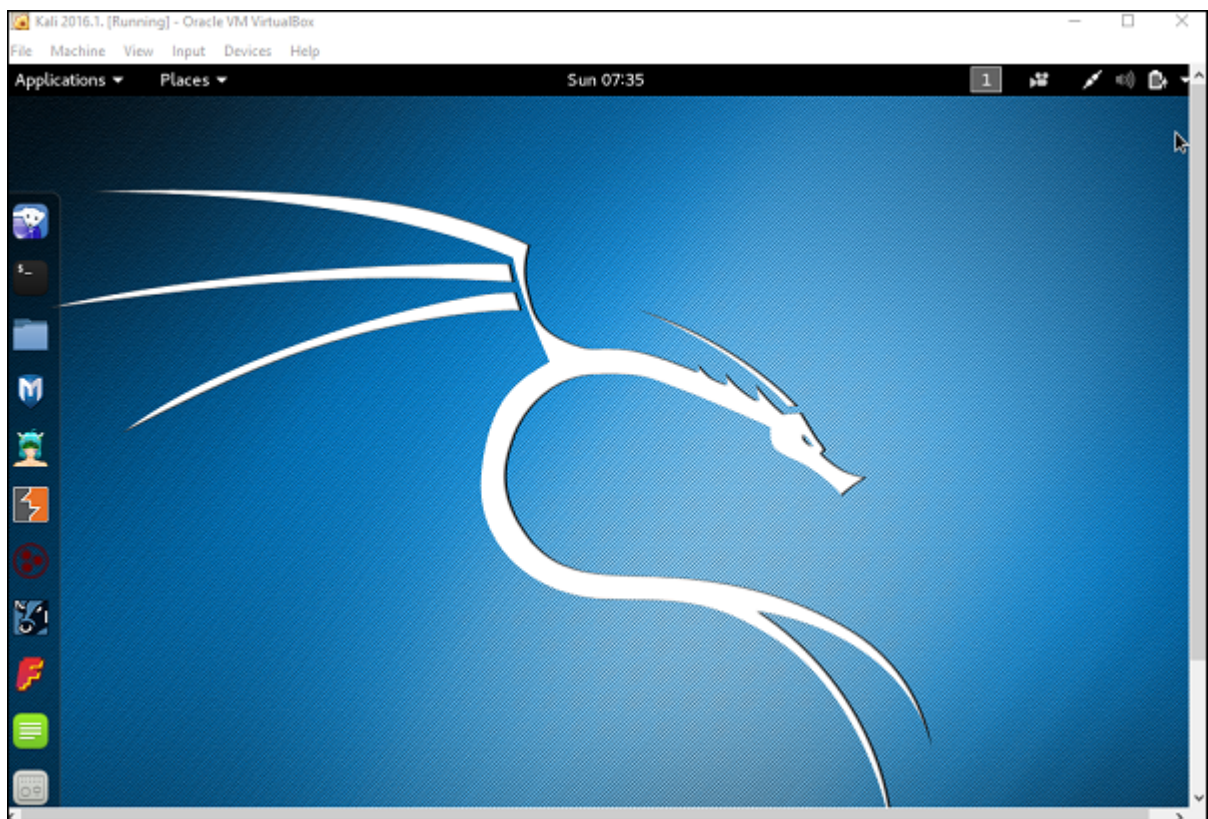 Kali 2016.1. [Running] - Oracle VM VirtualBox
File Machine View Input Devices Help
Applications Places Sun 07:35 1
$_
M
F